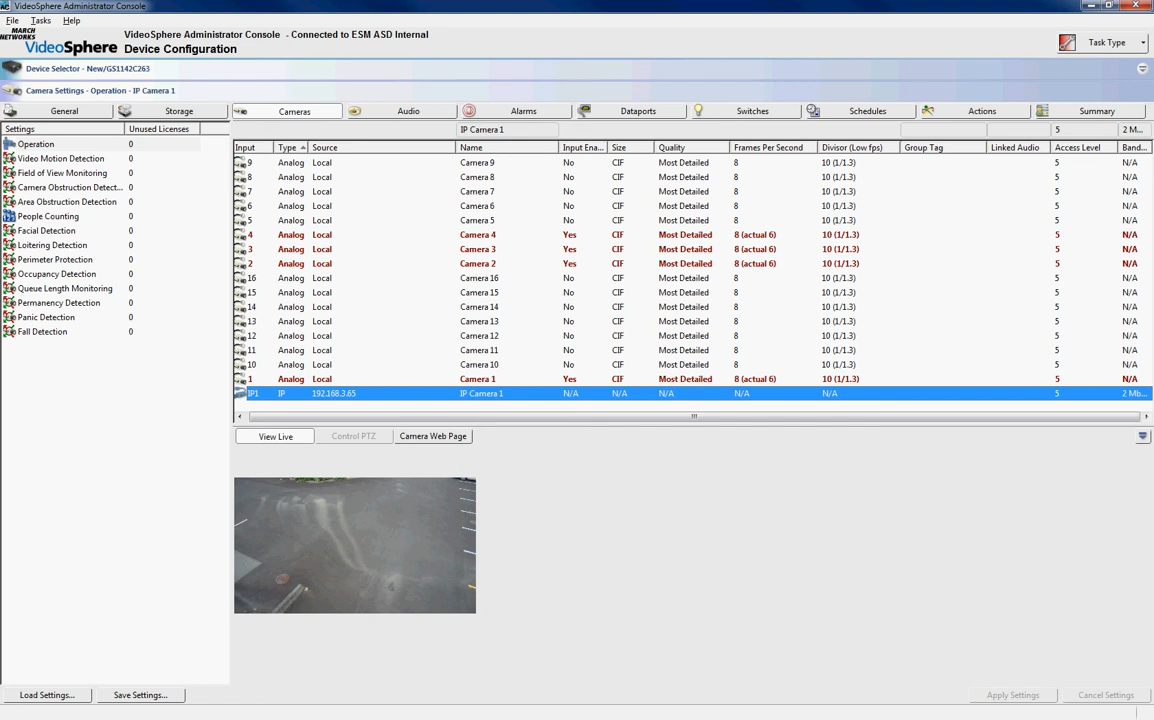 VideoSphere Administrator Console
File Tasks Help
MARCH NETWORKS
VideoSphere
VideoSphere Administrator Console - Connected to ESM ASD Internal
Device Configuration
Task Type
Device Selector - New/GS1142C263
Camera Settings - Operation - IP Camera 1
General Storage Cameras Audio Alarms Dataports Switches Schedules Actions Summary
Settings Unused Licenses
Operation 0
Video Motion Detection 0
Field of View Monitoring 0
Camera Obstruction Detect... 0
Area Obstruction Detection 0
People Counting 0
Facial Detection 0
Loitering Detection 0
Perimeter Protection 0
Occupancy Detection 0
Queue Length Monitoring 0
Permanency Detection 0
Panic Detection 0
Fall Detection 0
IP Camera 1 5 2 M...
Input Type Source Name Input Ena... Size Quality Frames Per Second Divisor (Low fps) Group Tag Linked Audio Access Level Band...
9 Analog Local Camera 9 No CIF Most Detailed 8 10 (1/1.3) 5 N/A
8 Analog Local Camera 8 No CIF Most Detailed 8 10 (1/1.3) 5 N/A
7 Analog Local Camera 7 No CIF Most Detailed 8 10 (1/1.3) 5 N/A
6 Analog Local Camera 6 No CIF Most Detailed 8 10 (1/1.3) 5 N/A
5 Analog Local Camera 5 No CIF Most Detailed 8 10 (1/1.3) 5 N/A
4 Analog Local Camera 4 Yes CIF Most Detailed 8 (actual 6) 10 (1/1.3) 5 N/A
3 Analog Local Camera 3 Yes CIF Most Detailed 8 (actual 6) 10 (1/1.3) 5 N/A
2 Analog Local Camera 2 Yes CIF Most Detailed 8 (actual 6) 10 (1/1.3) 5 N/A
16 Analog Local Camera 16 No CIF Most Detailed 8 10 (1/1.3) 5 N/A
15 Analog Local Camera 15 No CIF Most Detailed 8 10 (1/1.3) 5 N/A
14 Analog Local Camera 14 No CIF Most Detailed 8 10 (1/1.3) 5 N/A
13 Analog Local Camera 13 No CIF Most Detailed 8 10 (1/1.3) 5 N/A
12 Analog Local Camera 12 No CIF Most Detailed 8 10 (1/1.3) 5 N/A
11 Analog Local Camera 11 No CIF Most Detailed 8 10 (1/1.3) 5 N/A
10 Analog Local Camera 10 No CIF Most Detailed 8 10 (1/1.3) 5 N/A
1 Analog Local Camera 1 Yes CIF Most Detailed 8 (actual 6) 10 (1/1.3) 5 N/A
IP1 IP 192.168.3.65 IP Camera 1 N/A N/A N/A N/A N/A 5 2 Mb...
View Live Control PTZ Camera Web Page
Load Settings... Save Settings... Apply Settings Cancel Settings